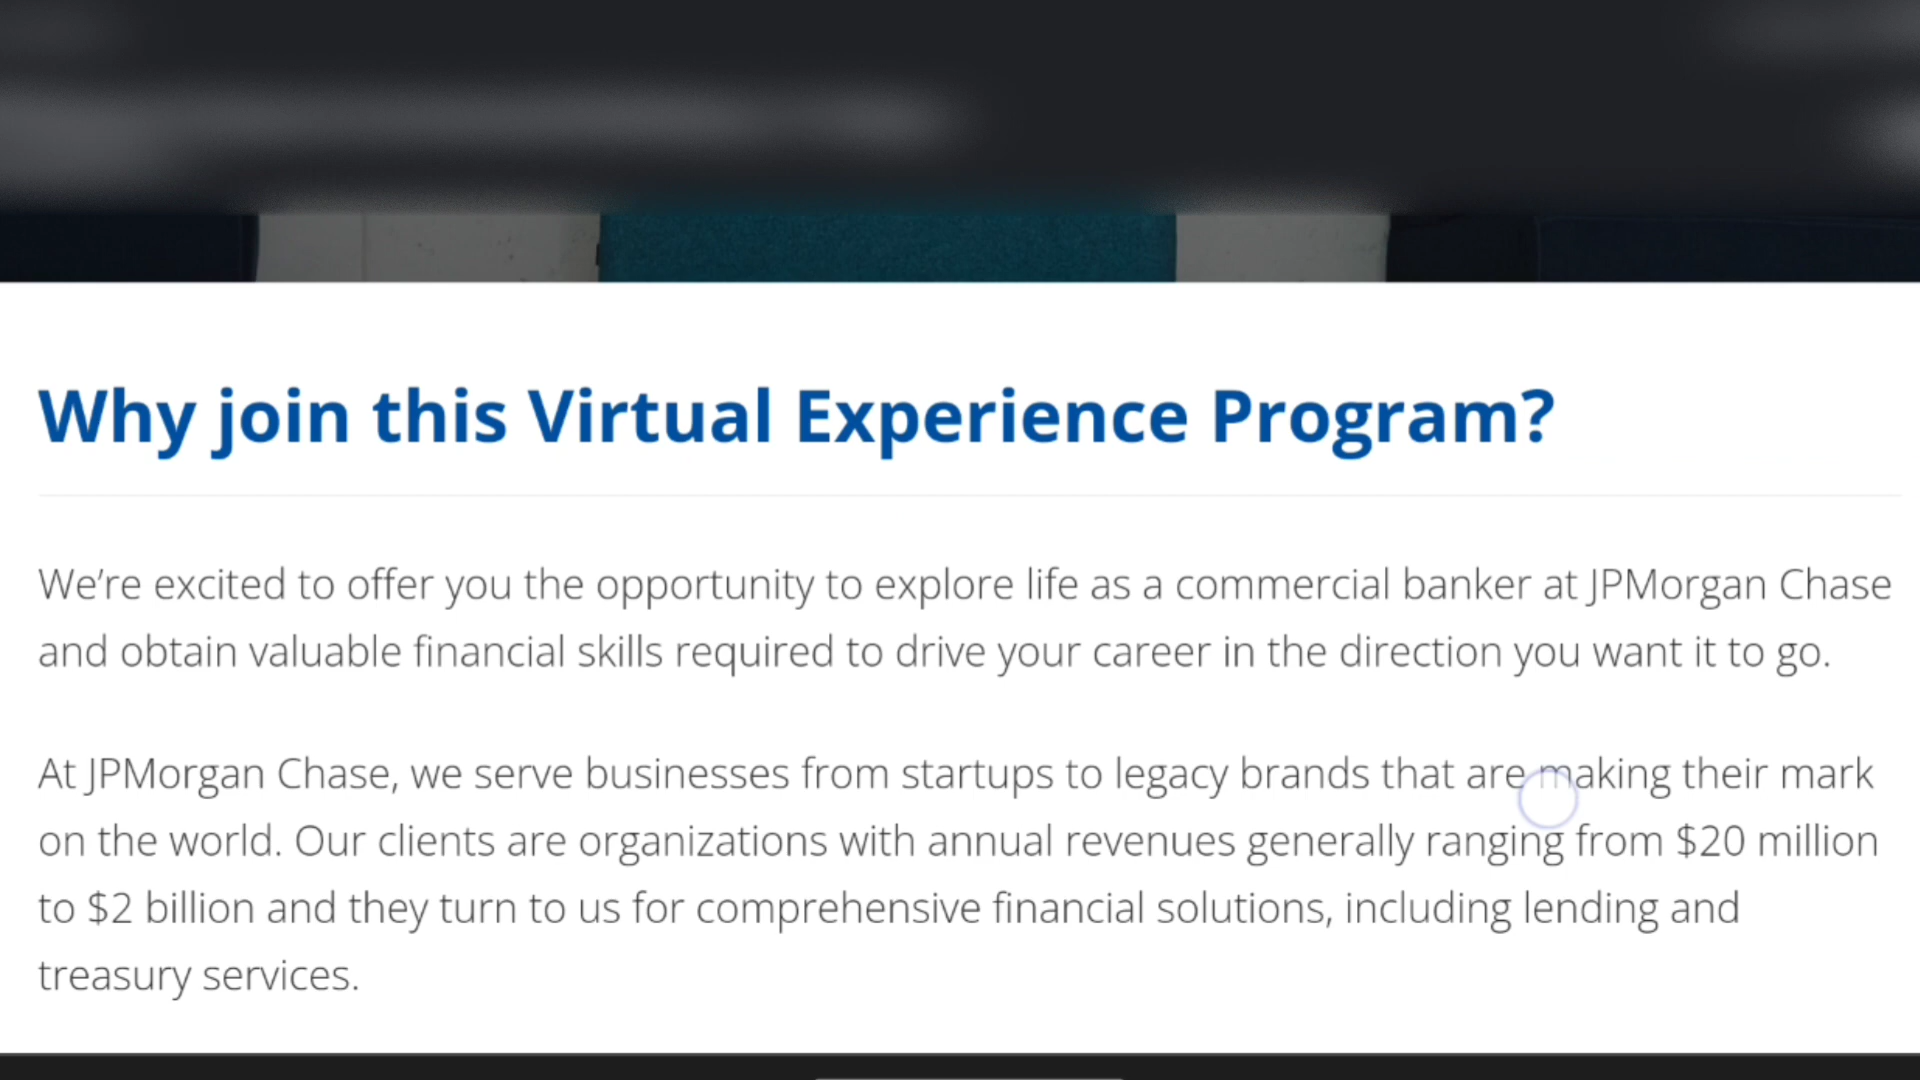 Why join this Virtual Experience Program?
We’re excited to offer you the opportunity to explore life as a commercial banker at JPMorgan Chase
and obtain valuable financial skills required to drive your career in the direction you want it to go.
At JPMorgan Chase, we serve businesses from startups to legacy brands that are making their mark
on the world. Our clients are organizations with annual revenues generally ranging from $20 million
to $2 billion and they turn to us for comprehensive financial solutions, including lending and
treasury services.